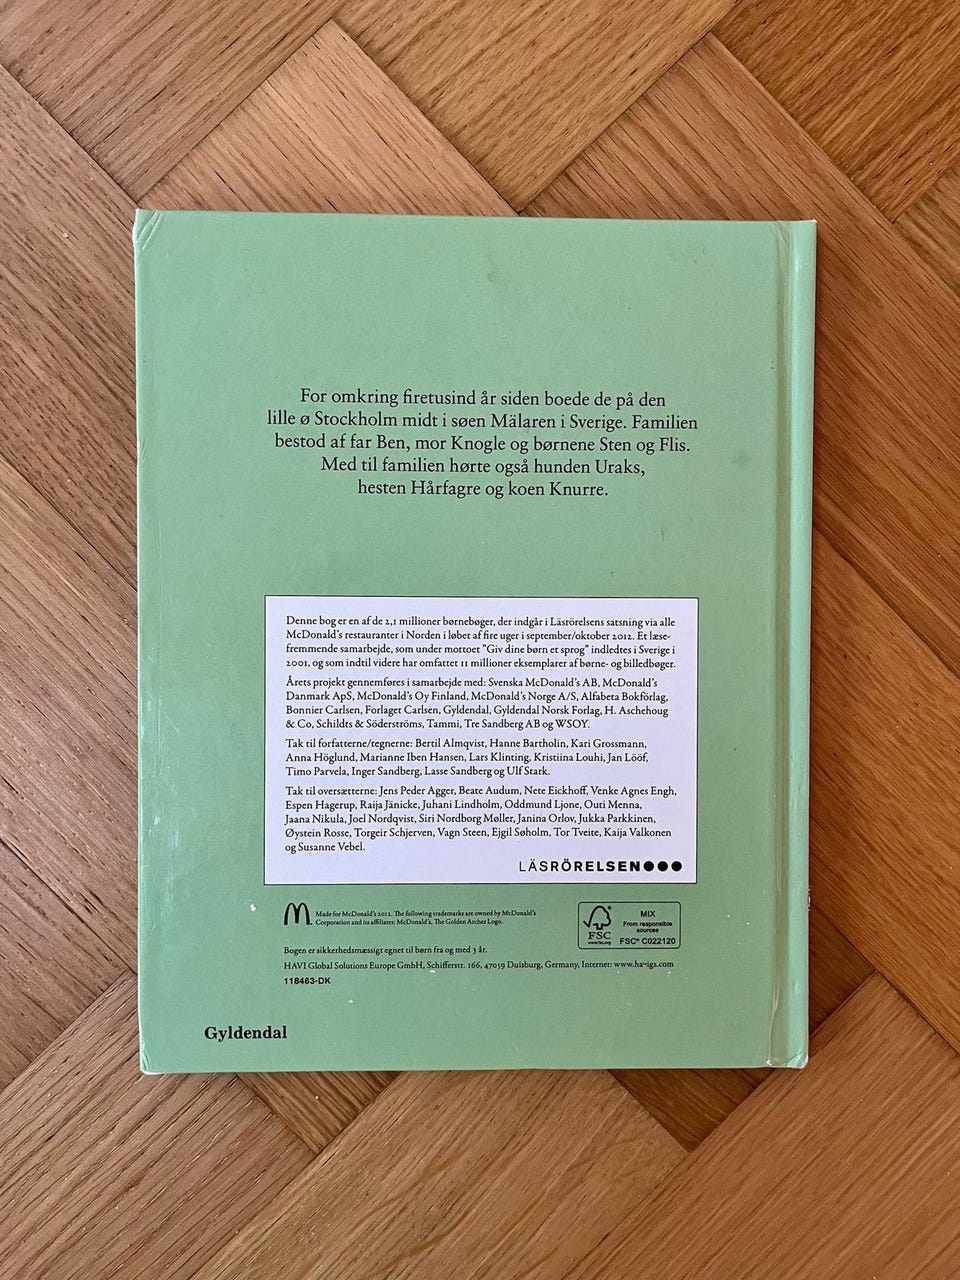 For omkring firetusind år siden boede de på den
lille ø Stockholm midt i søen Mälaren i Sverige. Familien
bestod af far Ben, mor Knogle og børnene Sten og Flis.
Med til familien hørte også hunden Uraks,
hesten Hårfagre og koen Knurre.
Denne bog er en af de 2,1 millioner børnebøger, der indgår i Läsrörelsens satsning via alle
McDonald's restauranter i Norden i løbet af fire uger i september/oktober 2012. Et læse-
fremmende samarbejde, som under mottoet "Giv dine børn et sprog" indledtes i Sverige i
2001, og som indtil videre har omfattet 11 millioner eksemplarer af børne- og billedbøger.
Årets projekt gennemføres i samarbejde med: Svenska McDonald's AB, McDonald's
Danmark ApS, McDonald's Oy Finland, McDonald's Norge A/S, Alfabeta Bokförlag,
Bonnier Carlsen, Forlaget Carlsen, Gyldendal, Gyldendal Norsk Forlag, H. Aschehoug
& Co, Schildts & Söderströms, Tammi, Tre Sandberg AB og WSOY.
Tak til forfatterne/tegnerne: Bertil Almqvist, Hanne Bartholin, Kari Grossmann,
Anna Höglund, Marianne Iben Hansen, Lars Klinting, Kristiina Louhi, Jan Lööf,
Timo Parvela, Inger Sandberg, Lasse Sandberg og Ulf Stark.
Tak til oversætterne: Jens Peder Agger, Beate Audum, Nete Eickhoff, Venke Agnes Engh,
Espen Hagerup, Raija Jänicke, Juhani Lindholm, Oddmund Ljone, Outi Menna,
Jaana Nikula, Joel Nordqvist, Siri Nordborg Møller, Janina Orlov, Jukka Parkkinen,
Øystein Rosse, Torgeir Schjerven, Vagn Steen, Ejgil Søholm, Tor Tveite, Kaija Valkonen
og Susanne Vebel.
LÄSRÖRELSEN●●●
Made for McDonald's 2012. The following trademarks are owned by McDonald's
Corporation and its affiliates: McDonald's, The Golden Arches Logo.
FSC
www.fsc.org
MIX
From responsible
sources
FSC® C022120
Bogen er sikkerhedsmæssigt egnet til børn fra og med 3 år.
HAVI Global Solutions Europe GmbH, Schifferstr. 166, 47059 Duisburg, Germany, Internet: www.havigs.com
118463-DK
Gyldendal